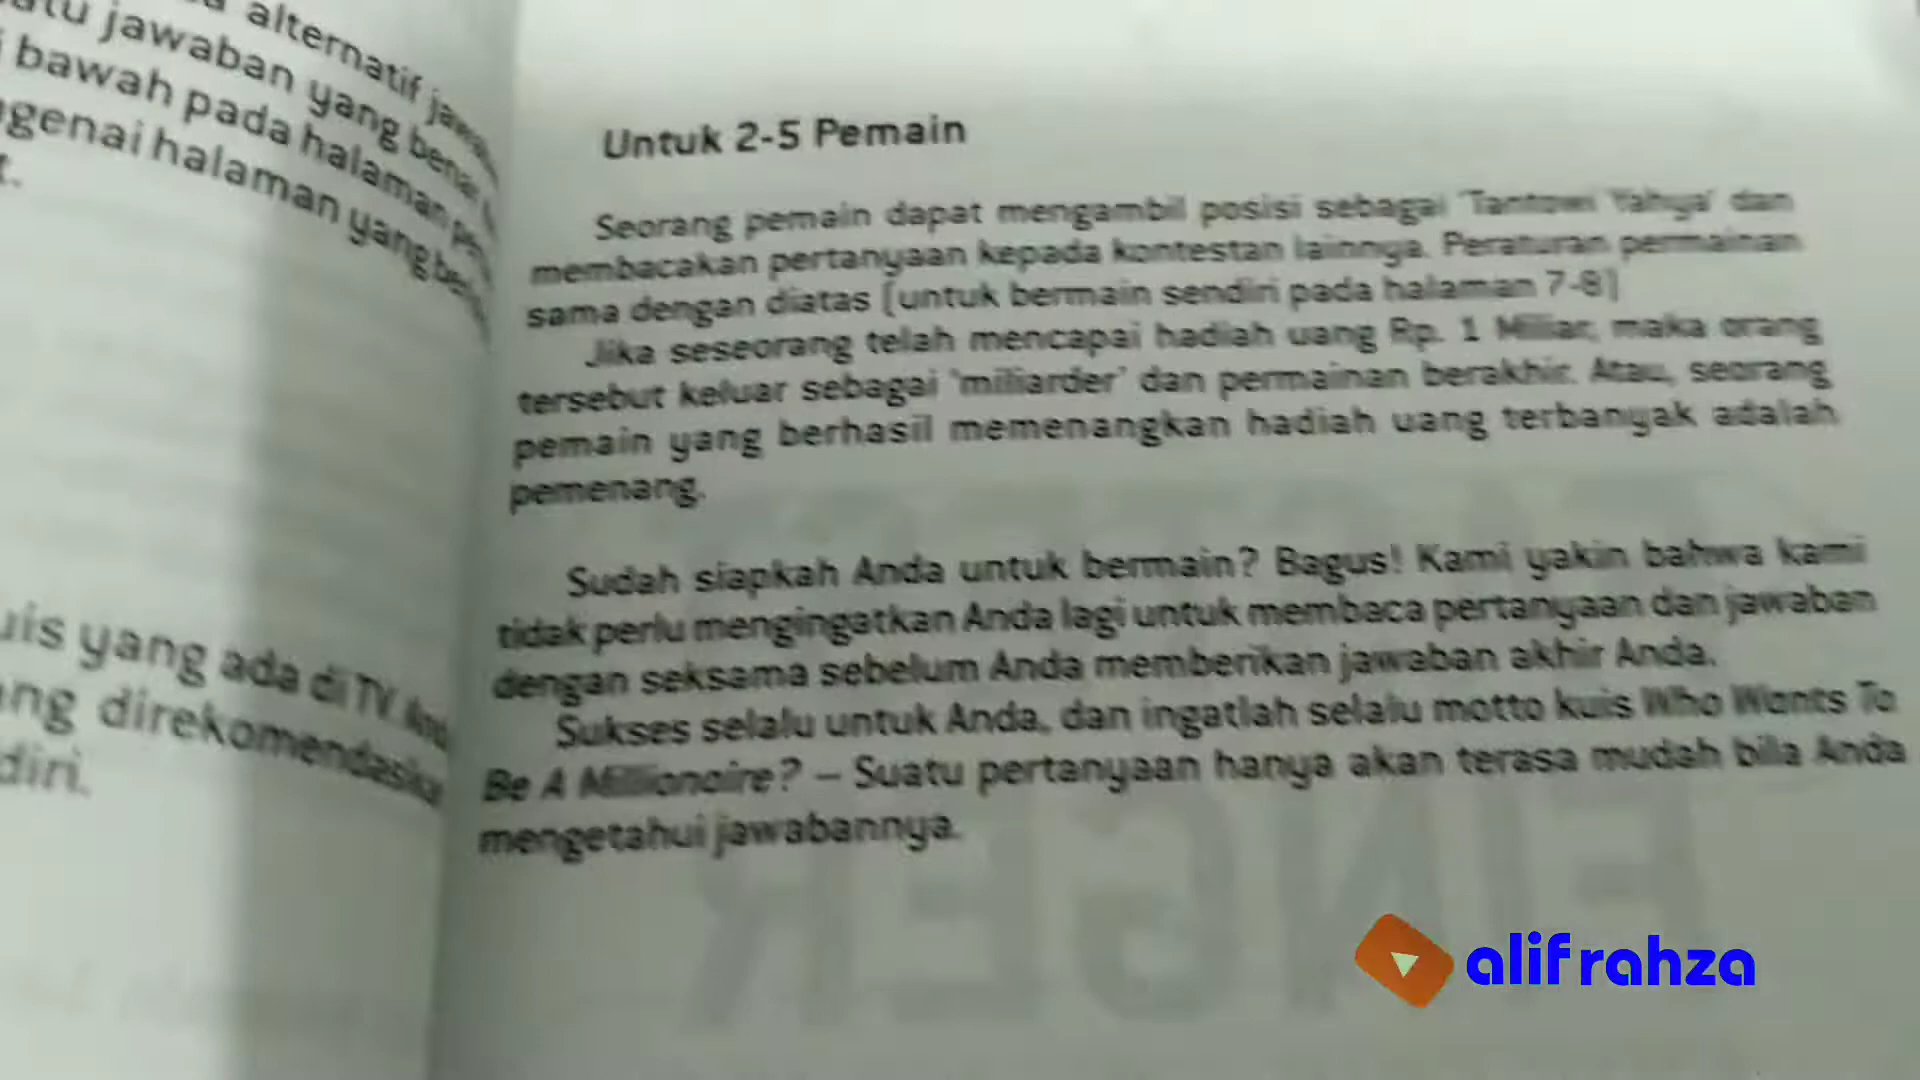 alternatif
jawaban yang benar
bawah pada halaman
halaman yang
yang ada di TV
direkomendasikan
Untuk 2-5 Pemain
Seorang pemain dapat mengambil posisi sebagai 'Tantowi Yahya' dan
membacakan pertanyaan kepada kontestan lainnya. Peraturan permainan
sama dengan diatas (untuk bermain sendiri pada halaman 7-8)
Jika seseorang telah mencapai hadiah uang Rp. 1 Miliar, maka orang
tersebut keluar sebagai 'miliarder' dan permainan berakhir. Atau, seorang
pemain yang berhasil memenangkan hadiah uang terbanyak adalah
pemenang.
Sudah siapkah Anda untuk bermain? Bagus! Kami yakin bahwa kami
tidak perlu mengingatkan Anda lagi untuk membaca pertanyaan dan jawaban
dengan seksama sebelum Anda memberikan jawaban akhir Anda.
Sukses selalu untuk Anda, dan ingatlah selalu motto kuis Who Wants To
Be A Millionaire? – Suatu pertanyaan hanya akan terasa mudah bila Anda
mengetahui jawabannya.
alifrahza